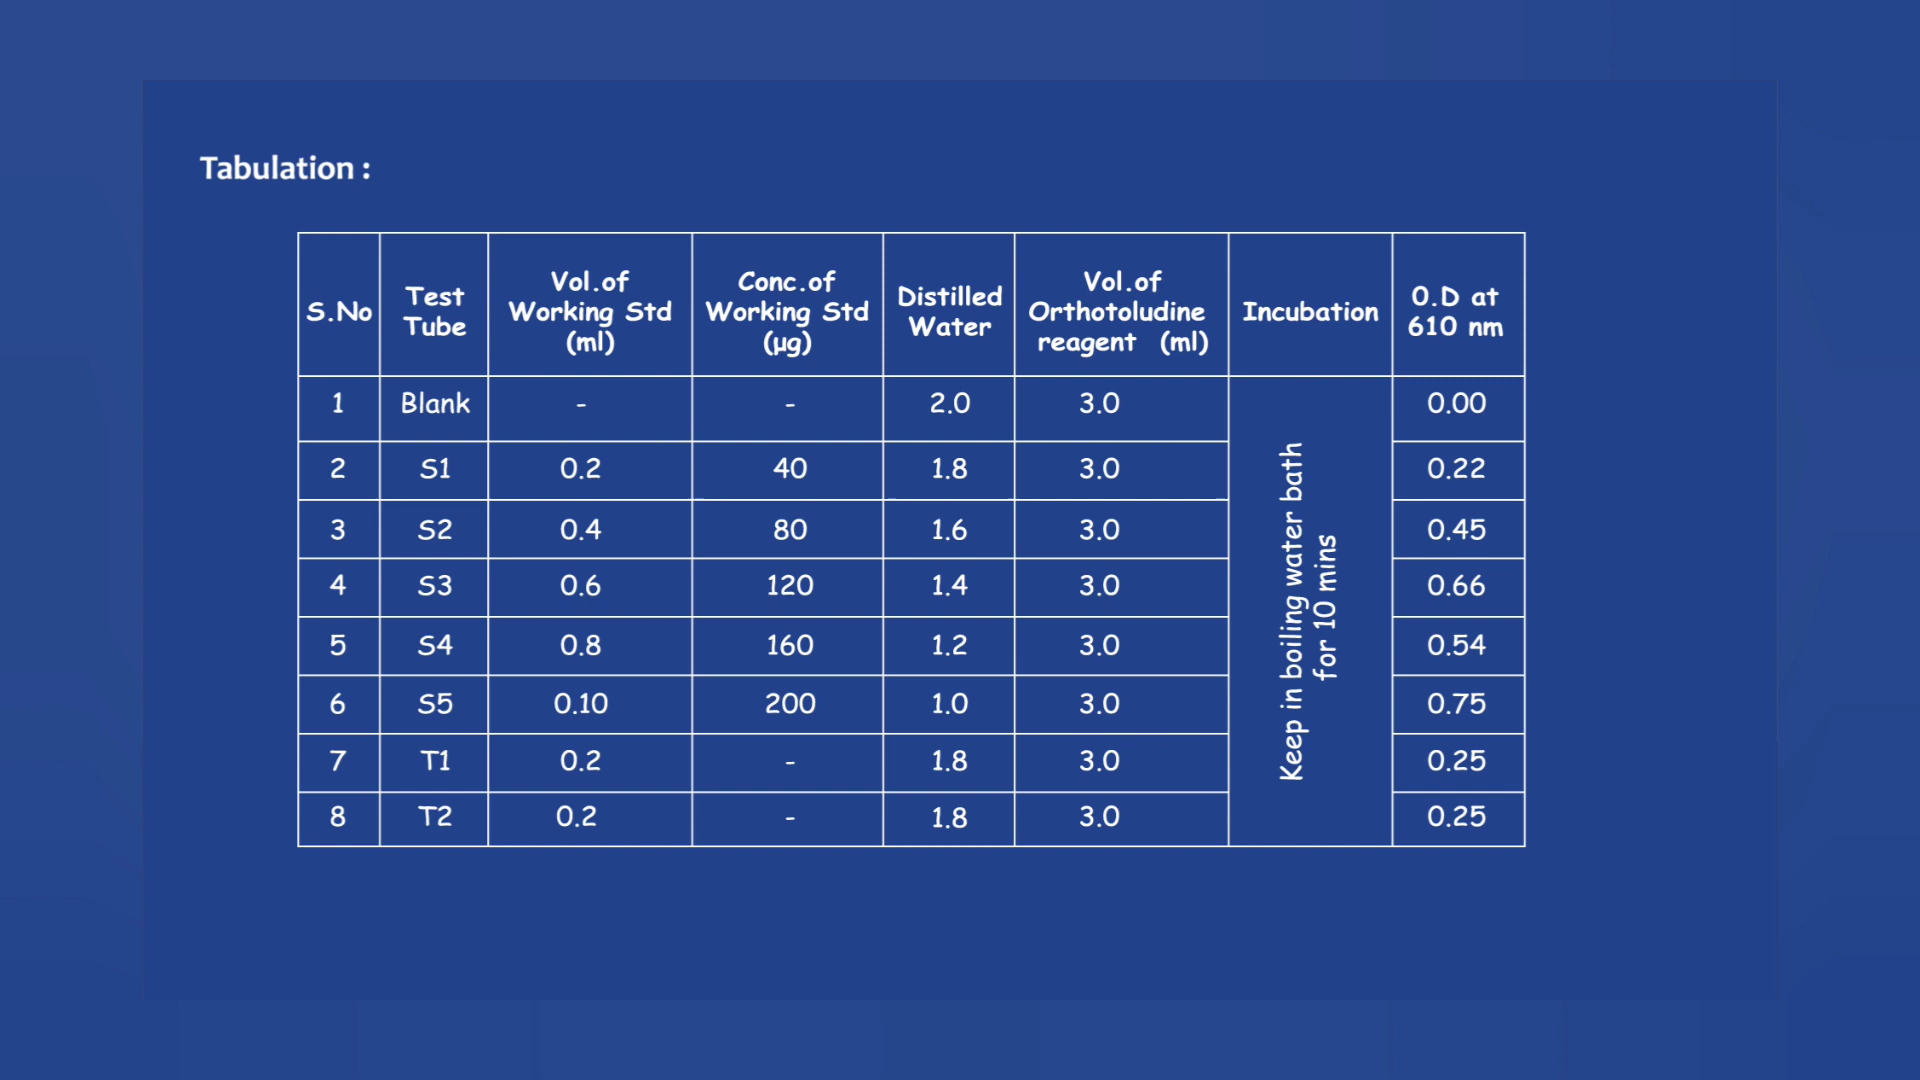 Tabulation :
S.No
Test
Tube
Vol.of
Working Std
(ml)
Conc.of
Working Std
(µg)
Distilled
Water
Vol.of
Orthotoludine
reagent (ml)
Incubation
O.D at
610 nm
1 Blank - - 2.0 3.0 0.00
2 S1 0.2 40 1.8 3.0 0.22
3 S2 0.4 80 1.6 3.0 0.45
4 S3 0.6 120 1.4 3.0 0.66
5 S4 0.8 160 1.2 3.0 0.54
6 S5 0.10 200 1.0 3.0 0.75
7 T1 0.2 - 1.8 3.0 0.25
8 T2 0.2 - 1.8 3.0 0.25
Keep in boiling water bath
for 10 mins